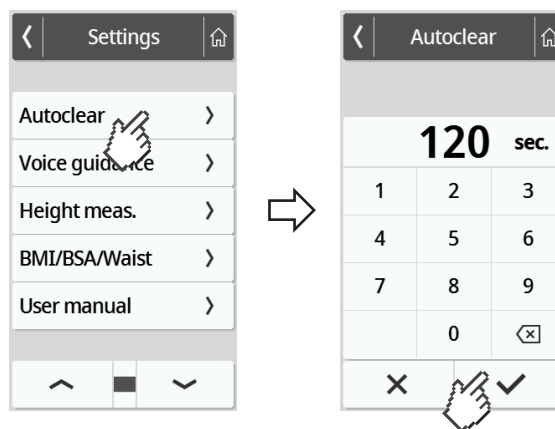 Settings
Autoclear
Voice guidance
Height meas.
BMI/BSA/Waist
User manual
Autoclear
120 sec.
1 2 3
4 5 6
7 8 9
0